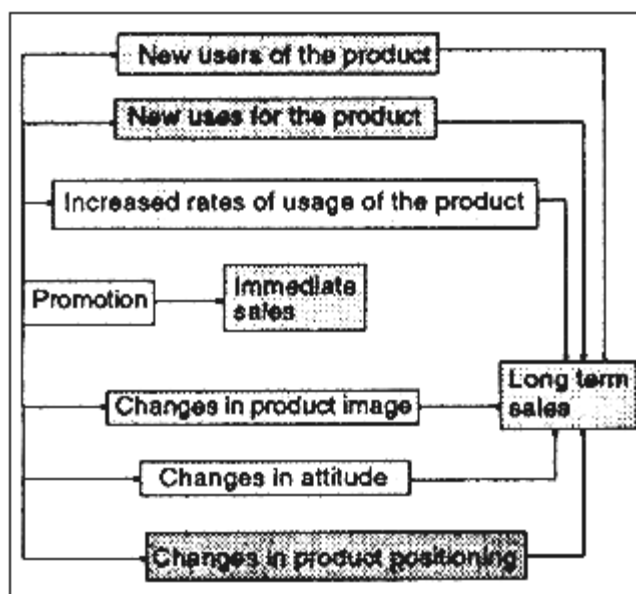 New users of the product
New uses for the product
Increased rates of usage of the product
Promotion
Immediate
sales
Long term
sales
Changes in product image
Changes in attitude
Changes in product positioning